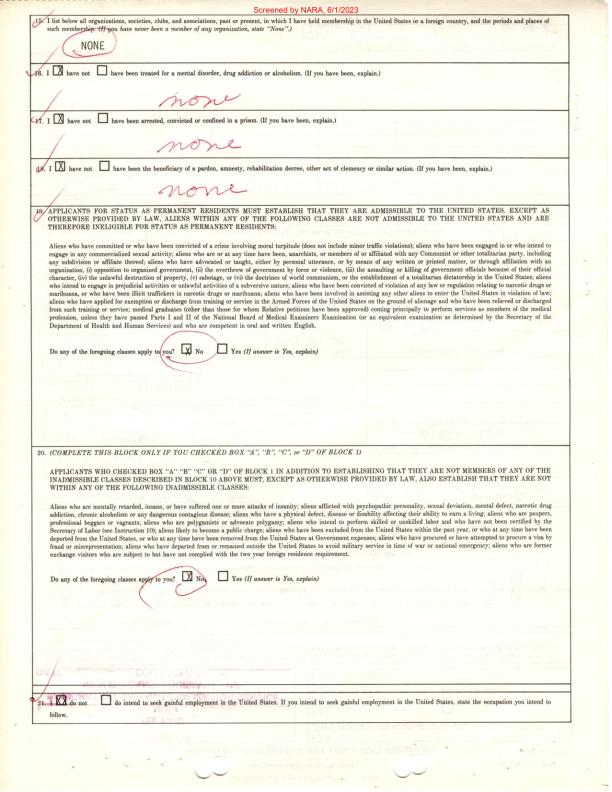 Screened by NARA, 6/1/2023
15. I list below all organizations, societies, clubs, and associations, past or present, in which I have held membership in the United States or a foreign country, and the periods and places of
such membership. (If you have never been a member of any organization, state "None".)
NONE
16. I [X] have not [ ] have been treated for a mental disorder, drug addiction or alcoholism. (If you have been, explain.)
none
17. I [X] have not [ ] have been arrested, convicted or confined in a prison. (If you have been, explain.)
none
18. I [X] have not [ ] have been the beneficiary of a pardon, amnesty, rehabilitation decree, other act of clemency or similar action. (If you have been, explain.)
none
19. APPLICANTS FOR STATUS AS PERMANENT RESIDENTS MUST ESTABLISH THAT THEY ARE ADMISSIBLE TO THE UNITED STATES. EXCEPT AS
OTHERWISE PROVIDED BY LAW, ALIENS WITHIN ANY OF THE FOLLOWING CLASSES ARE NOT ADMISSIBLE TO THE UNITED STATES AND ARE
THEREFORE INELIGIBLE FOR STATUS AS PERMANENT RESIDENTS:
Aliens who have committed or who have been convicted of a crime involving moral turpitude (does not include minor traffic violations); aliens who have been engaged in or who intend to
engage in any commercialized sexual activity; aliens who are or at any time have been, anarchists, or members of or affiliated with any Communist or other totalitarian party, including
any subdivision or affiliate thereof; aliens who have advocated or taught, either by personal utterance, or by means of any written or printed matter, or through affiliation with an
organization, (i) opposition to organized government, (ii) the overthrow of government by force or violence, (iii) the assaulting or killing of government officials because of their official
character, (iv) the unlawful destruction of property, (v) sabotage, or (vi) the doctrines of world communism, or the establishment of a totalitarian dictatorship in the United States; aliens
who intend to engage in prejudicial activities or unlawful activities of a subversive nature; aliens who have been convicted of violation of any law or regulation relating to narcotic drugs or
marihuana, or who have been illicit traffickers in narcotic drugs or marihuana; aliens who have been involved in assisting any other aliens to enter the United States in violation of law;
aliens who have applied for exemption or discharge from training or service in the Armed Forces of the United States on the ground of alienage and who have been relieved or discharged
from such training or service; medical graduates (other than those for whom Relative petitions have been approved) coming principally to perform services as members of the medical
profession, unless they have passed Parts I and II of the National Board of Medical Examiners Examination (or an equivalent examination as determined by the Secretary of the
Department of Health and Human Services) and who are competent in oral and written English.
Do any of the foregoing classes apply to you? [X] No [ ] Yes (If answer is Yes, explain)
20. (COMPLETE THIS BLOCK ONLY IF YOU CHECKED BOX "A", "B", "C", or "D" OF BLOCK 1)
APPLICANTS WHO CHECKED BOX "A" "B" "C" OR "D" OF BLOCK 1 IN ADDITION TO ESTABLISHING THAT THEY ARE NOT MEMBERS OF ANY OF THE
INADMISSIBLE CLASSES DESCRIBED IN BLOCK 19 ABOVE MUST, EXCEPT AS OTHERWISE PROVIDED BY LAW, ALSO ESTABLISH THAT THEY ARE NOT
WITHIN ANY OF THE FOLLOWING INADMISSIBLE CLASSES:
Aliens who are mentally retarded, insane, or have suffered one or more attacks of insanity; aliens afflicted with psychopathic personality, sexual deviation, mental defect, narcotic drug
addiction, chronic alcoholism or any dangerous contagious disease; aliens who have a physical defect, disease or disability affecting their ability to earn a living; aliens who are paupers,
professional beggars or vagrants; aliens who are polygamists or advocate polygamy; aliens who intend to perform skilled or unskilled labor and who have not been certified by the
Secretary of Labor (see Instruction 10); aliens likely to become a public charge; aliens who have been excluded from the United States within the past year, or who at any time have been
deported from the United States, or who at any time have been removed from the United States at Government expenses; aliens who have procured or have attempted to procure a visa by
fraud or misrepresentation; aliens who have departed from or remained outside the United States to avoid military service in time of war or national emergency; aliens who are former
exchange visitors who are subject to but have not complied with the two year foreign residence requirement.
Do any of the foregoing classes apply to you? [X] No [ ] Yes (If answer is Yes, explain)
21. I [XX] do not [ ] do intend to seek gainful employment in the United States. If you intend to seek gainful employment in the United States, state the occupation you intend to
follow.